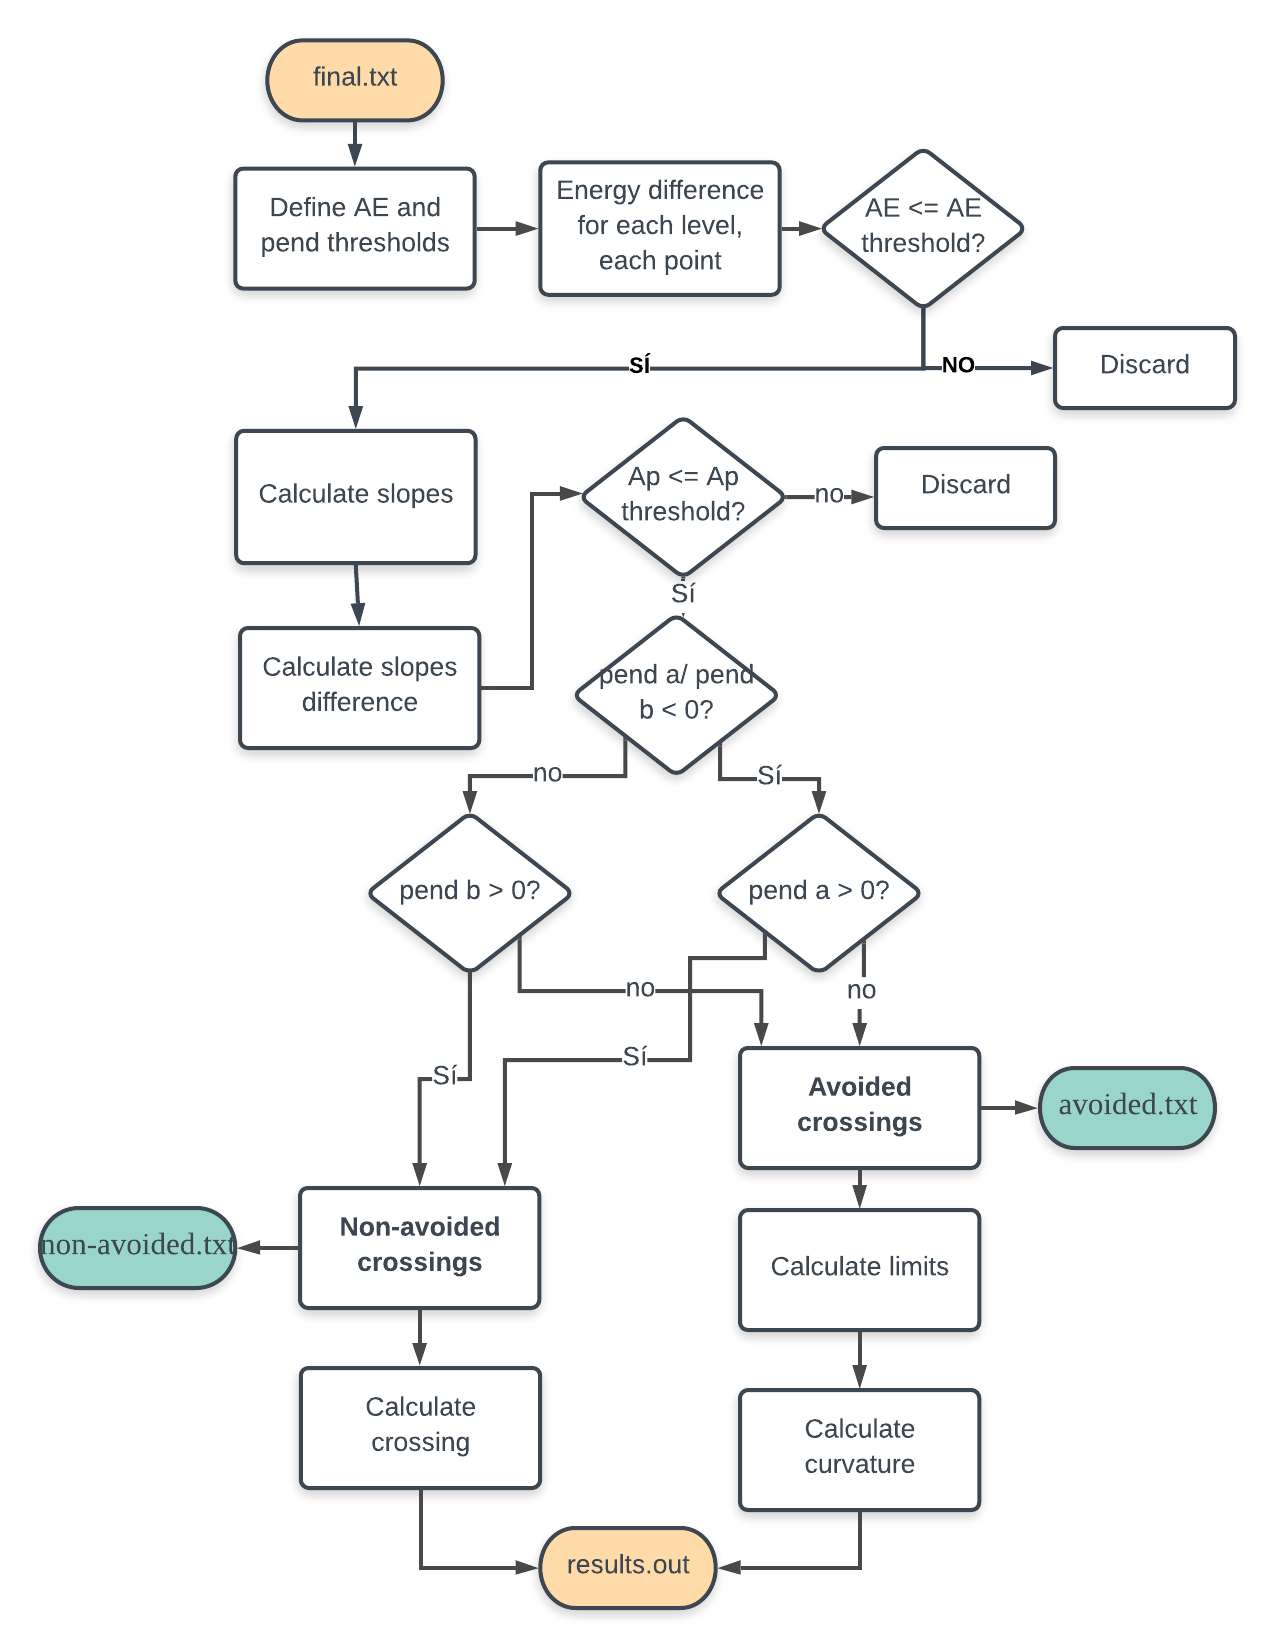 final.txt
Define AE and
pend thresholds
Energy difference
for each level,
each point
AE <= AE
threshold?
SÍ
NO
Discard
Calculate slopes
Ap <= Ap
threshold?
no
Discard
Sí
Calculate slopes
difference
pend a/ pend
b < 0?
no
Sí
pend b > 0?
pend a > 0?
no
no
Sí
Sí
Avoided
crossings
avoided.txt
Non-avoided
crossings
non-avoided.txt
Calculate limits
Calculate
crossing
Calculate
curvature
results.out